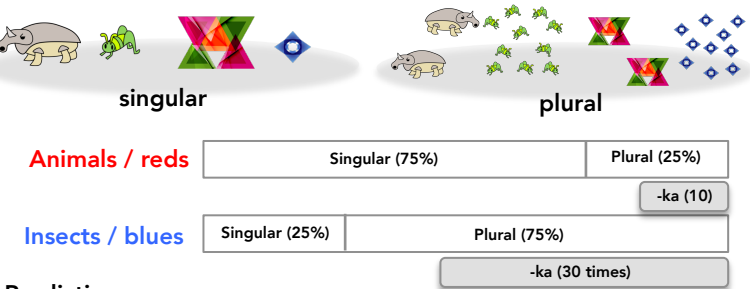 singular
plural
Animals / reds
Singular (75%)
Plural (25%)
-ka (10)
Insects / blues
Singular (25%)
Plural (75%)
-ka (30 times)